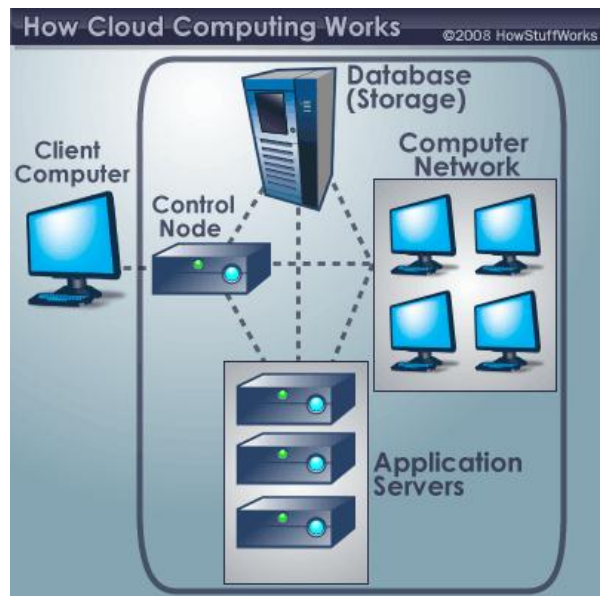 How Cloud Computing Works
©2008 HowStuffWorks
Database
(Storage)
Client
Computer
Computer
Network
Control
Node
Application
Servers